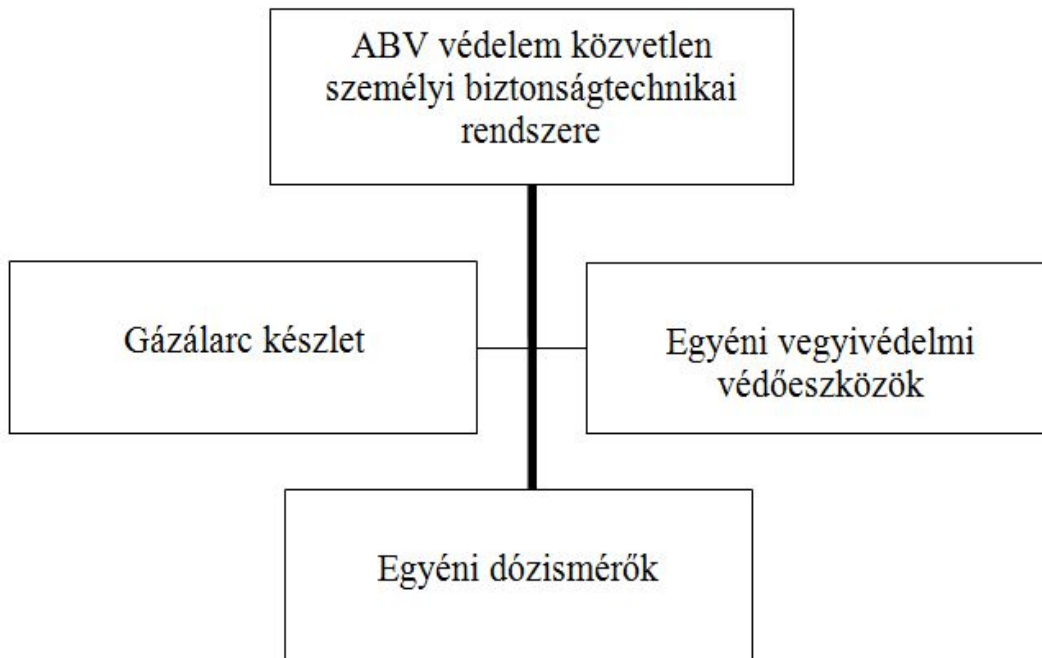 ABV védelem közvetlen
személyi biztonságtechnikai
rendszere
Gázálarc készlet
Egyéni vegyivédelmi
védőeszközök
Egyéni dózismérők